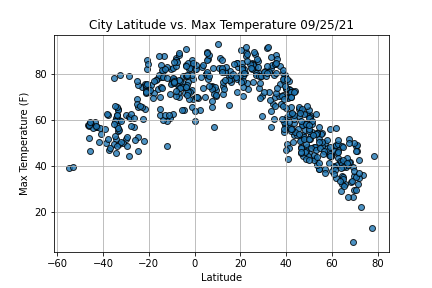 City Latitude vs. Max Temperature 09/25/21
Max Temperature (F)
80
60
40
20
−60 −40 −20 0 20 40 60 80
Latitude